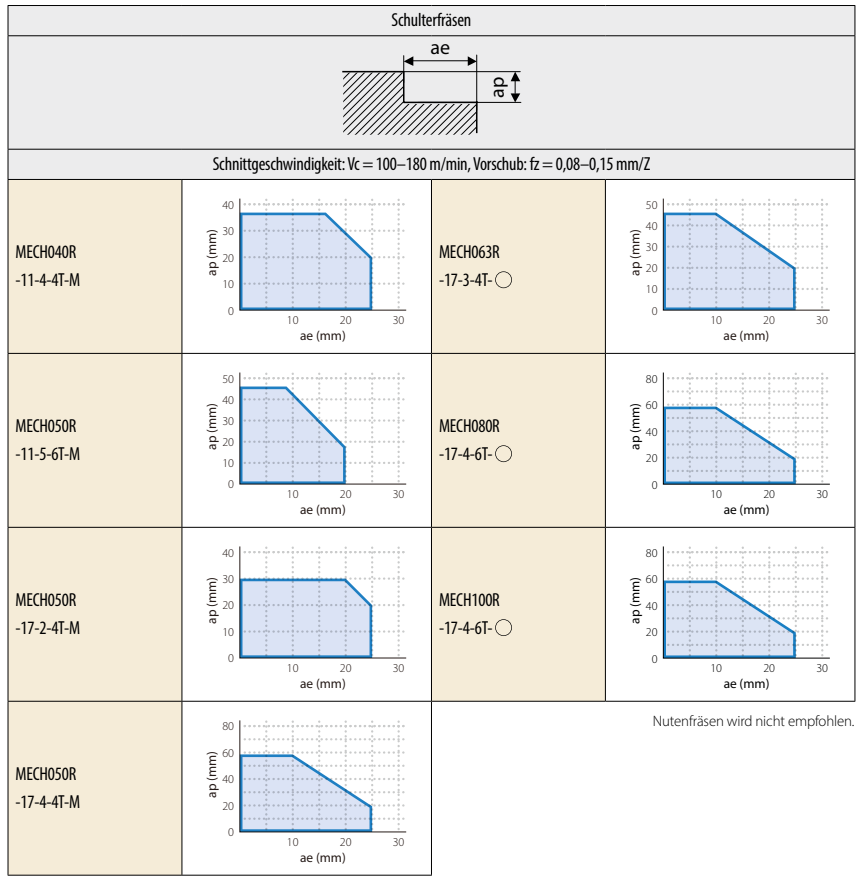 Schulterfräsen
ae
ap
Schnittgeschwindigkeit: Vc = 100–180 m/min, Vorschub: fz = 0,08–0,15 mm/Z
MECH040R
-11-4-4T-M
ap (mm)
40
30
20
10
0
10 20 30
ae (mm)
MECH063R
-17-3-4T-◯
ap (mm)
50
40
30
20
10
0
10 20 30
ae (mm)
MECH050R
-11-5-6T-M
ap (mm)
50
40
30
20
10
0
10 20 30
ae (mm)
MECH080R
-17-4-6T-◯
ap (mm)
80
60
40
20
0
10 20 30
ae (mm)
MECH050R
-17-2-4T-M
ap (mm)
40
30
20
10
0
10 20 30
ae (mm)
MECH100R
-17-4-6T-◯
ap (mm)
80
60
40
20
0
10 20 30
ae (mm)
Nutenfräsen wird nicht empfohlen.
MECH050R
-17-4-4T-M
ap (mm)
80
60
40
20
0
10 20 30
ae (mm)